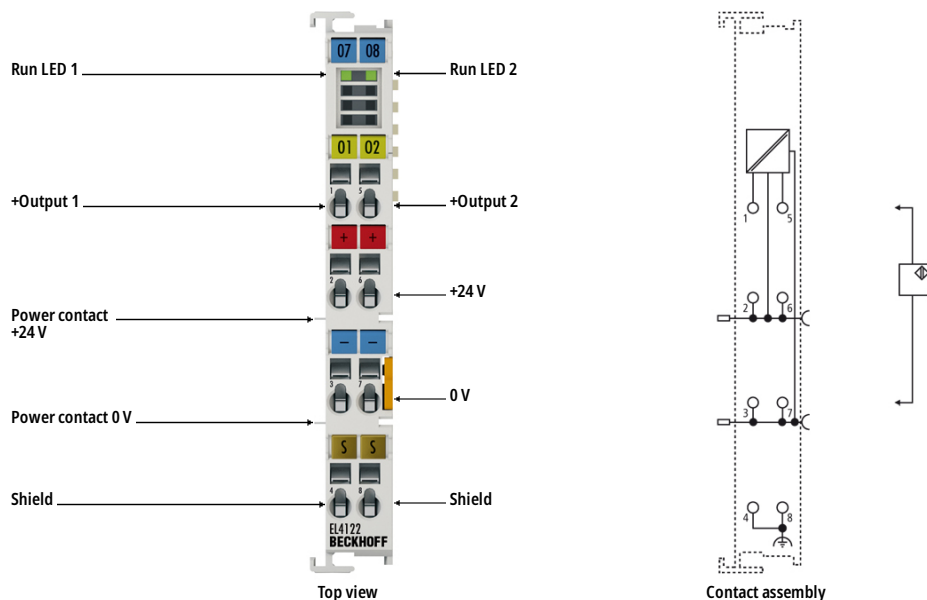 07 08
Run LED 1
Run LED 2
01 02
1 5
+Output 1
+Output 2
+ +
2 6
+24 V
Power contact
+24 V
− −
3 7
0 V
Power contact 0 V
S S
4 8
Shield
Shield
EL4122
BECKHOFF
Top view
1 5
2 6
3 7
4 8
Contact assembly